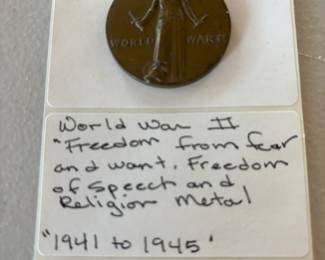 WORLD WAR II
World War II
"Freedom from fear
and want. Freedom
of speech and
Religion Metal
"1941 to 1945"